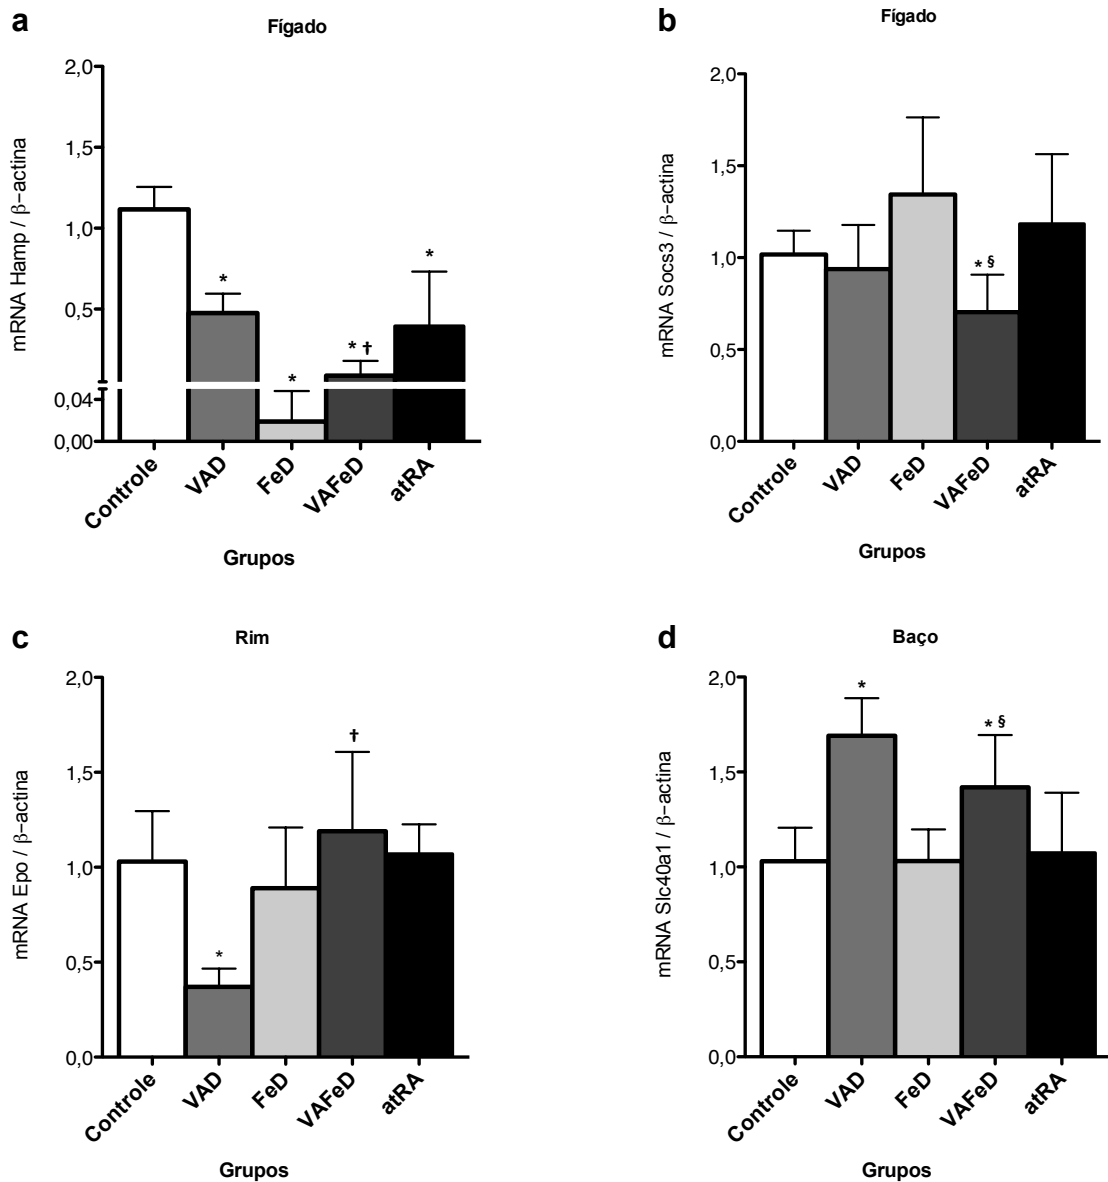 a
Fígado
mRNA Hamp / β−actina
2,0
1,5
1,0
0,5
0,04
0,00
*
*
* †
*
Controle
VAD
FeD
VAFeD
atRA
Grupos
b
Fígado
mRNA Socs3 / β−actina
2,0
1,5
1,0
0,5
0,0
* §
Controle
VAD
FeD
VAFeD
atRA
Grupos
c
Rim
mRNA Epo / β−actina
2,0
1,5
1,0
0,5
0,0
*
†
Controle
VAD
FeD
VAFeD
atRA
Grupos
d
Baço
mRNA Slc40a1 / β−actina
2,0
1,5
1,0
0,5
0,0
*
* §
Controle
VAD
FeD
VAFeD
atRA
Grupos